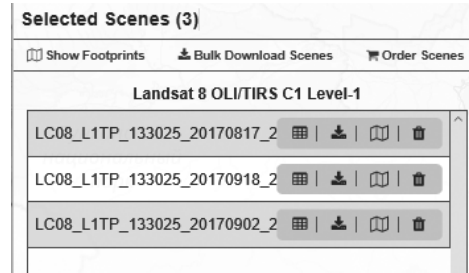 Selected Scenes (3)
Show Footprints Bulk Download Scenes Order Scenes
Landsat 8 OLI/TIRS C1 Level-1
LC08_L1TP_133025_20170817_2
LC08_L1TP_133025_20170918_2
LC08_L1TP_133025_20170902_2